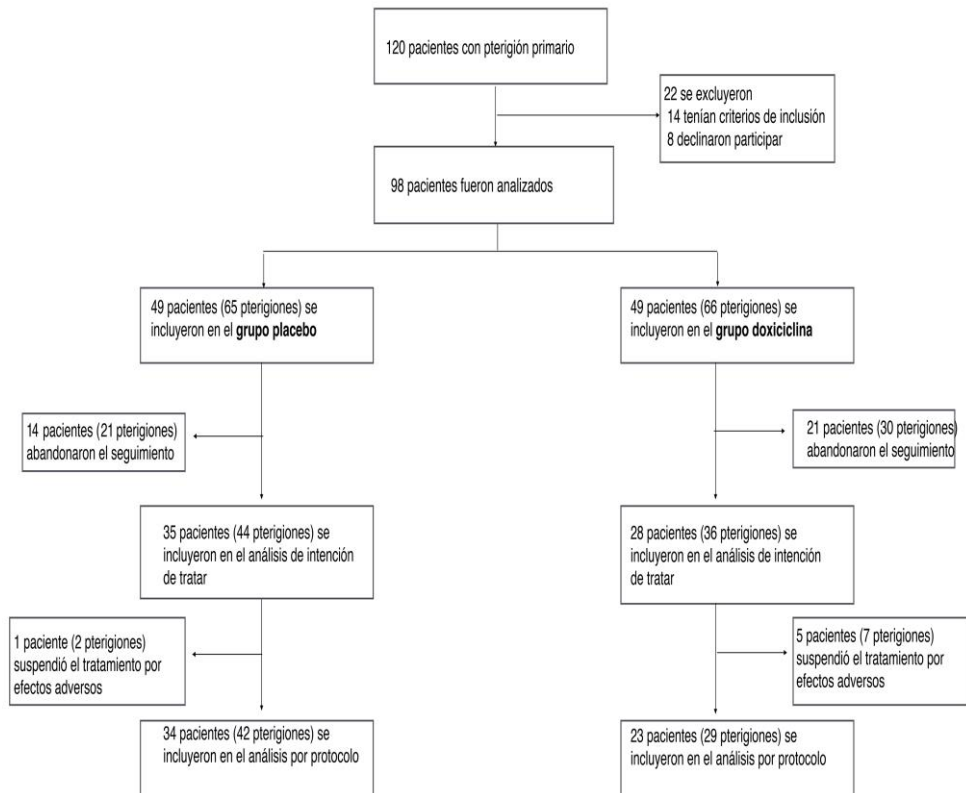 120 pacientes con pterigión primario
22 se excluyeron
14 tenían criterios de inclusión
8 declinaron participar
98 pacientes fueron analizados
49 pacientes (65 pterigiones) se
incluyeron en el grupo placebo
49 pacientes (66 pterigiones) se
incluyeron en el grupo doxiciclina
14 pacientes (21 pterigiones)
abandonaron el seguimiento
21 pacientes (30 pterigiones)
abandonaron el seguimiento
35 pacientes (44 pterigiones) se
incluyeron en el análisis de intención
de tratar
28 pacientes (36 pterigiones) se
incluyeron en el análisis de intención
de tratar
1 paciente (2 pterigiones)
suspendió el tratamiento por
efectos adversos
5 pacientes (7 pterigiones)
suspendió el tratamiento por
efectos adversos
34 pacientes (42 pterigiones) se
incluyeron en el análisis por protocolo
23 pacientes (29 pterigiones) se
incluyeron en el análisis por protocolo